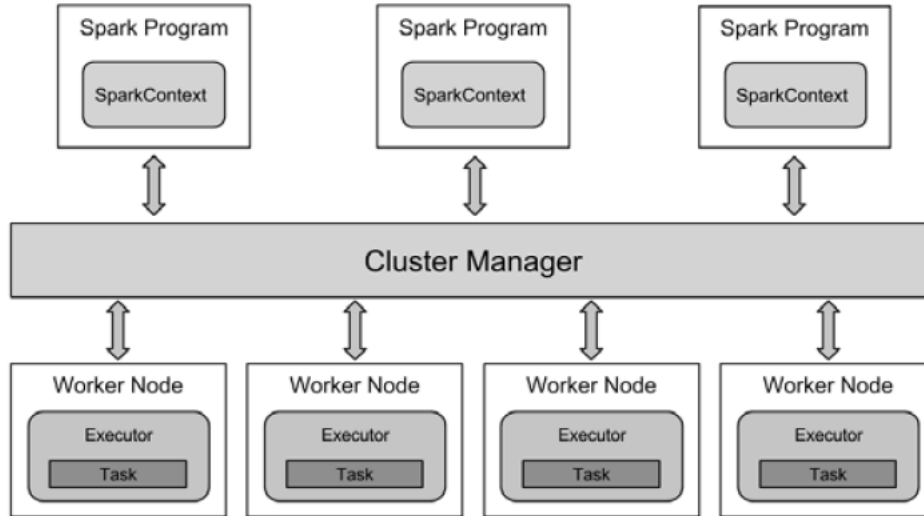 Spark Program
Spark Program
Spark Program
SparkContext
SparkContext
SparkContext
Cluster Manager
Worker Node
Worker Node
Worker Node
Worker Node
Executor
Executor
Executor
Executor
Task
Task
Task
Task